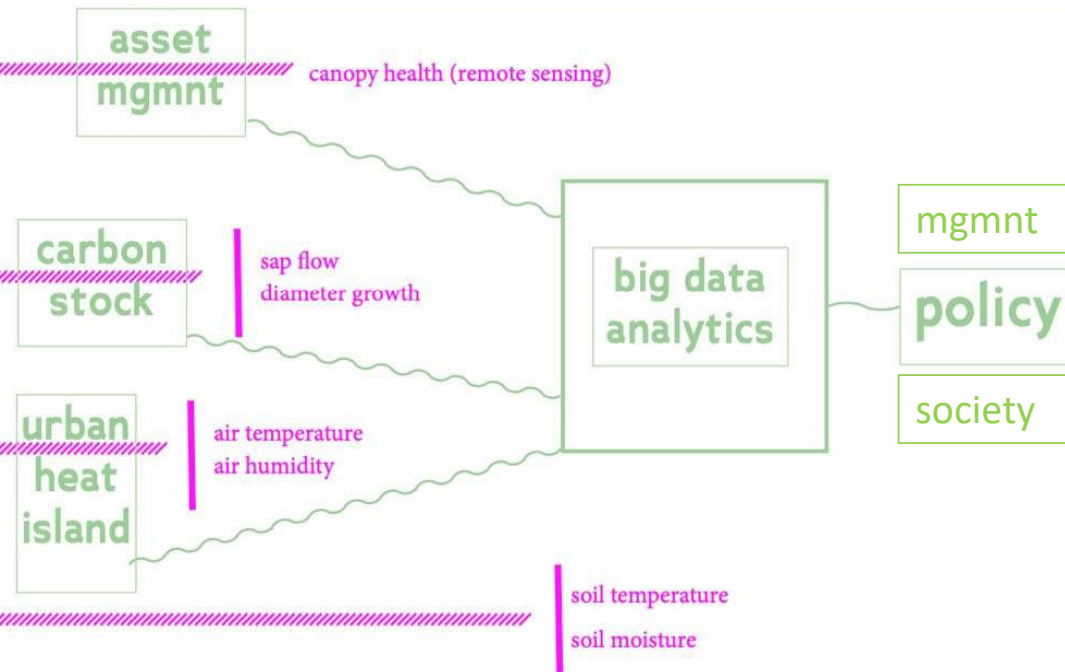 asset
mgmnt
canopy health (remote sensing)
carbon
stock
sap flow
diameter growth
urban
heat
island
air temperature
air humidity
soil temperature
soil moisture
big data
analytics
mgmnt
policy
society